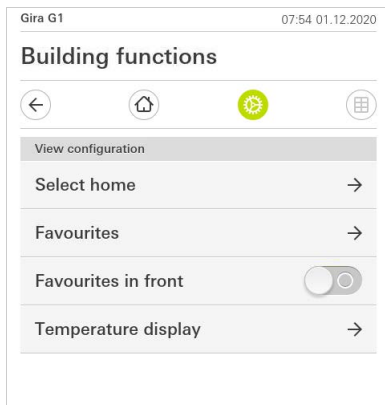 Gira G1 07:54 01.12.2020
Building functions
View configuration
Select home
Favourites
Favourites in front
Temperature display